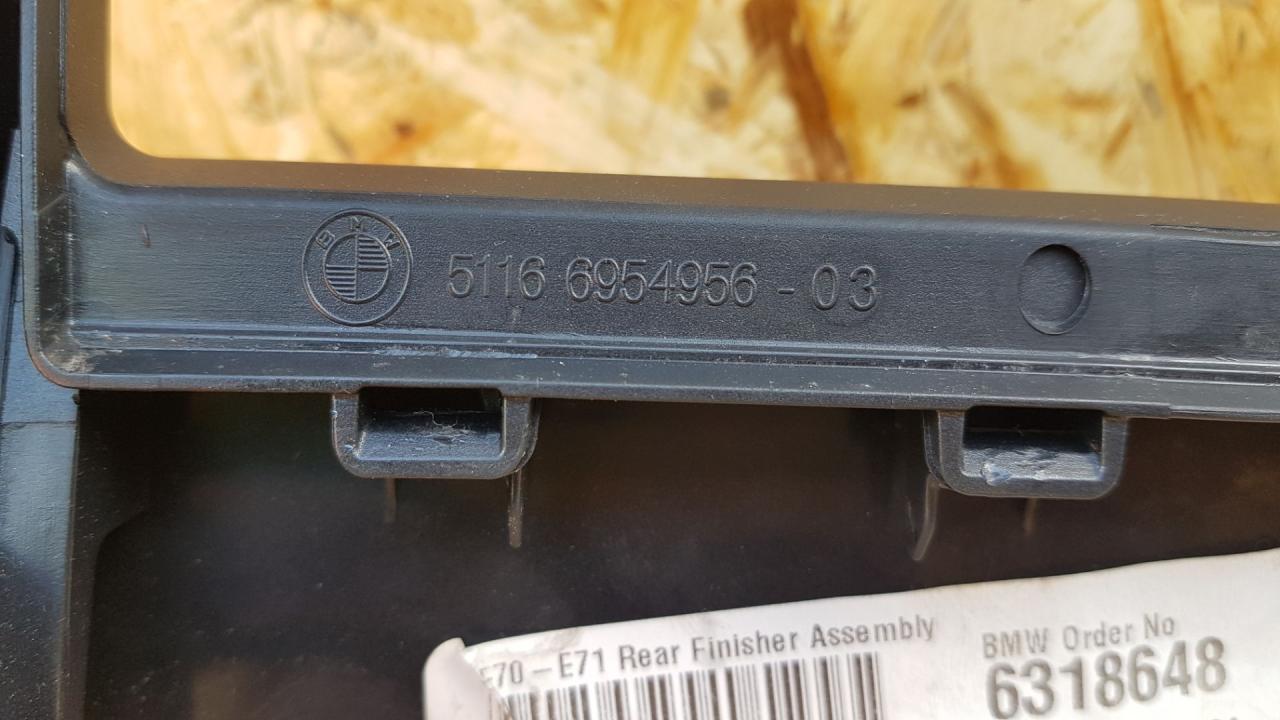 BMW
5116 6954956 - 03
E70 - E71 Rear Finisher Assembly
BMW Order No
6318648